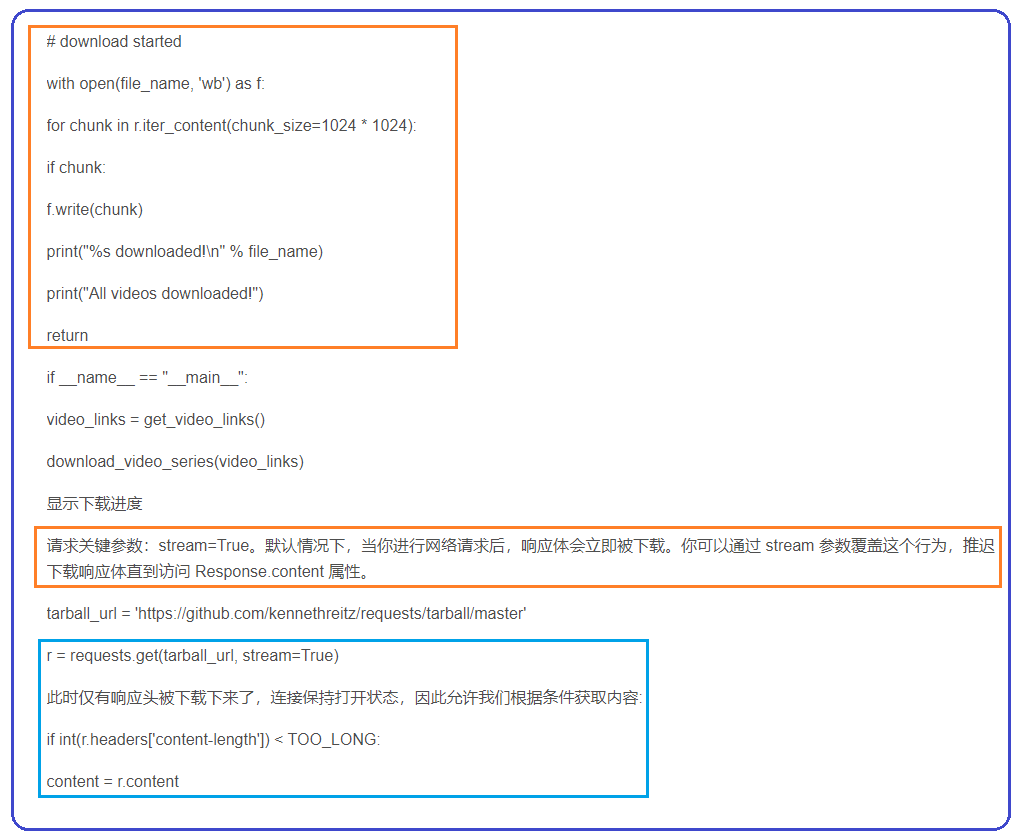 # download started
with open(file_name, 'wb') as f:
for chunk in r.iter_content(chunk_size=1024 * 1024):
if chunk:
f.write(chunk)
print("%s downloaded!\n" % file_name)
print("All videos downloaded!")
return
if __name__ == "__main__":
video_links = get_video_links()
download_video_series(video_links)
显示下载进度
请求关键参数：stream=True。默认情况下，当你进行网络请求后，响应体会立即被下载。你可以通过 stream 参数覆盖这个行为，推迟
下载响应体直到访问 Response.content 属性。
tarball_url = 'https://github.com/kennethreitz/requests/tarball/master'
r = requests.get(tarball_url, stream=True)
此时仅有响应头被下载下来了，连接保持打开状态，因此允许我们根据条件获取内容:
if int(r.headers['content-length']) < TOO_LONG:
content = r.content